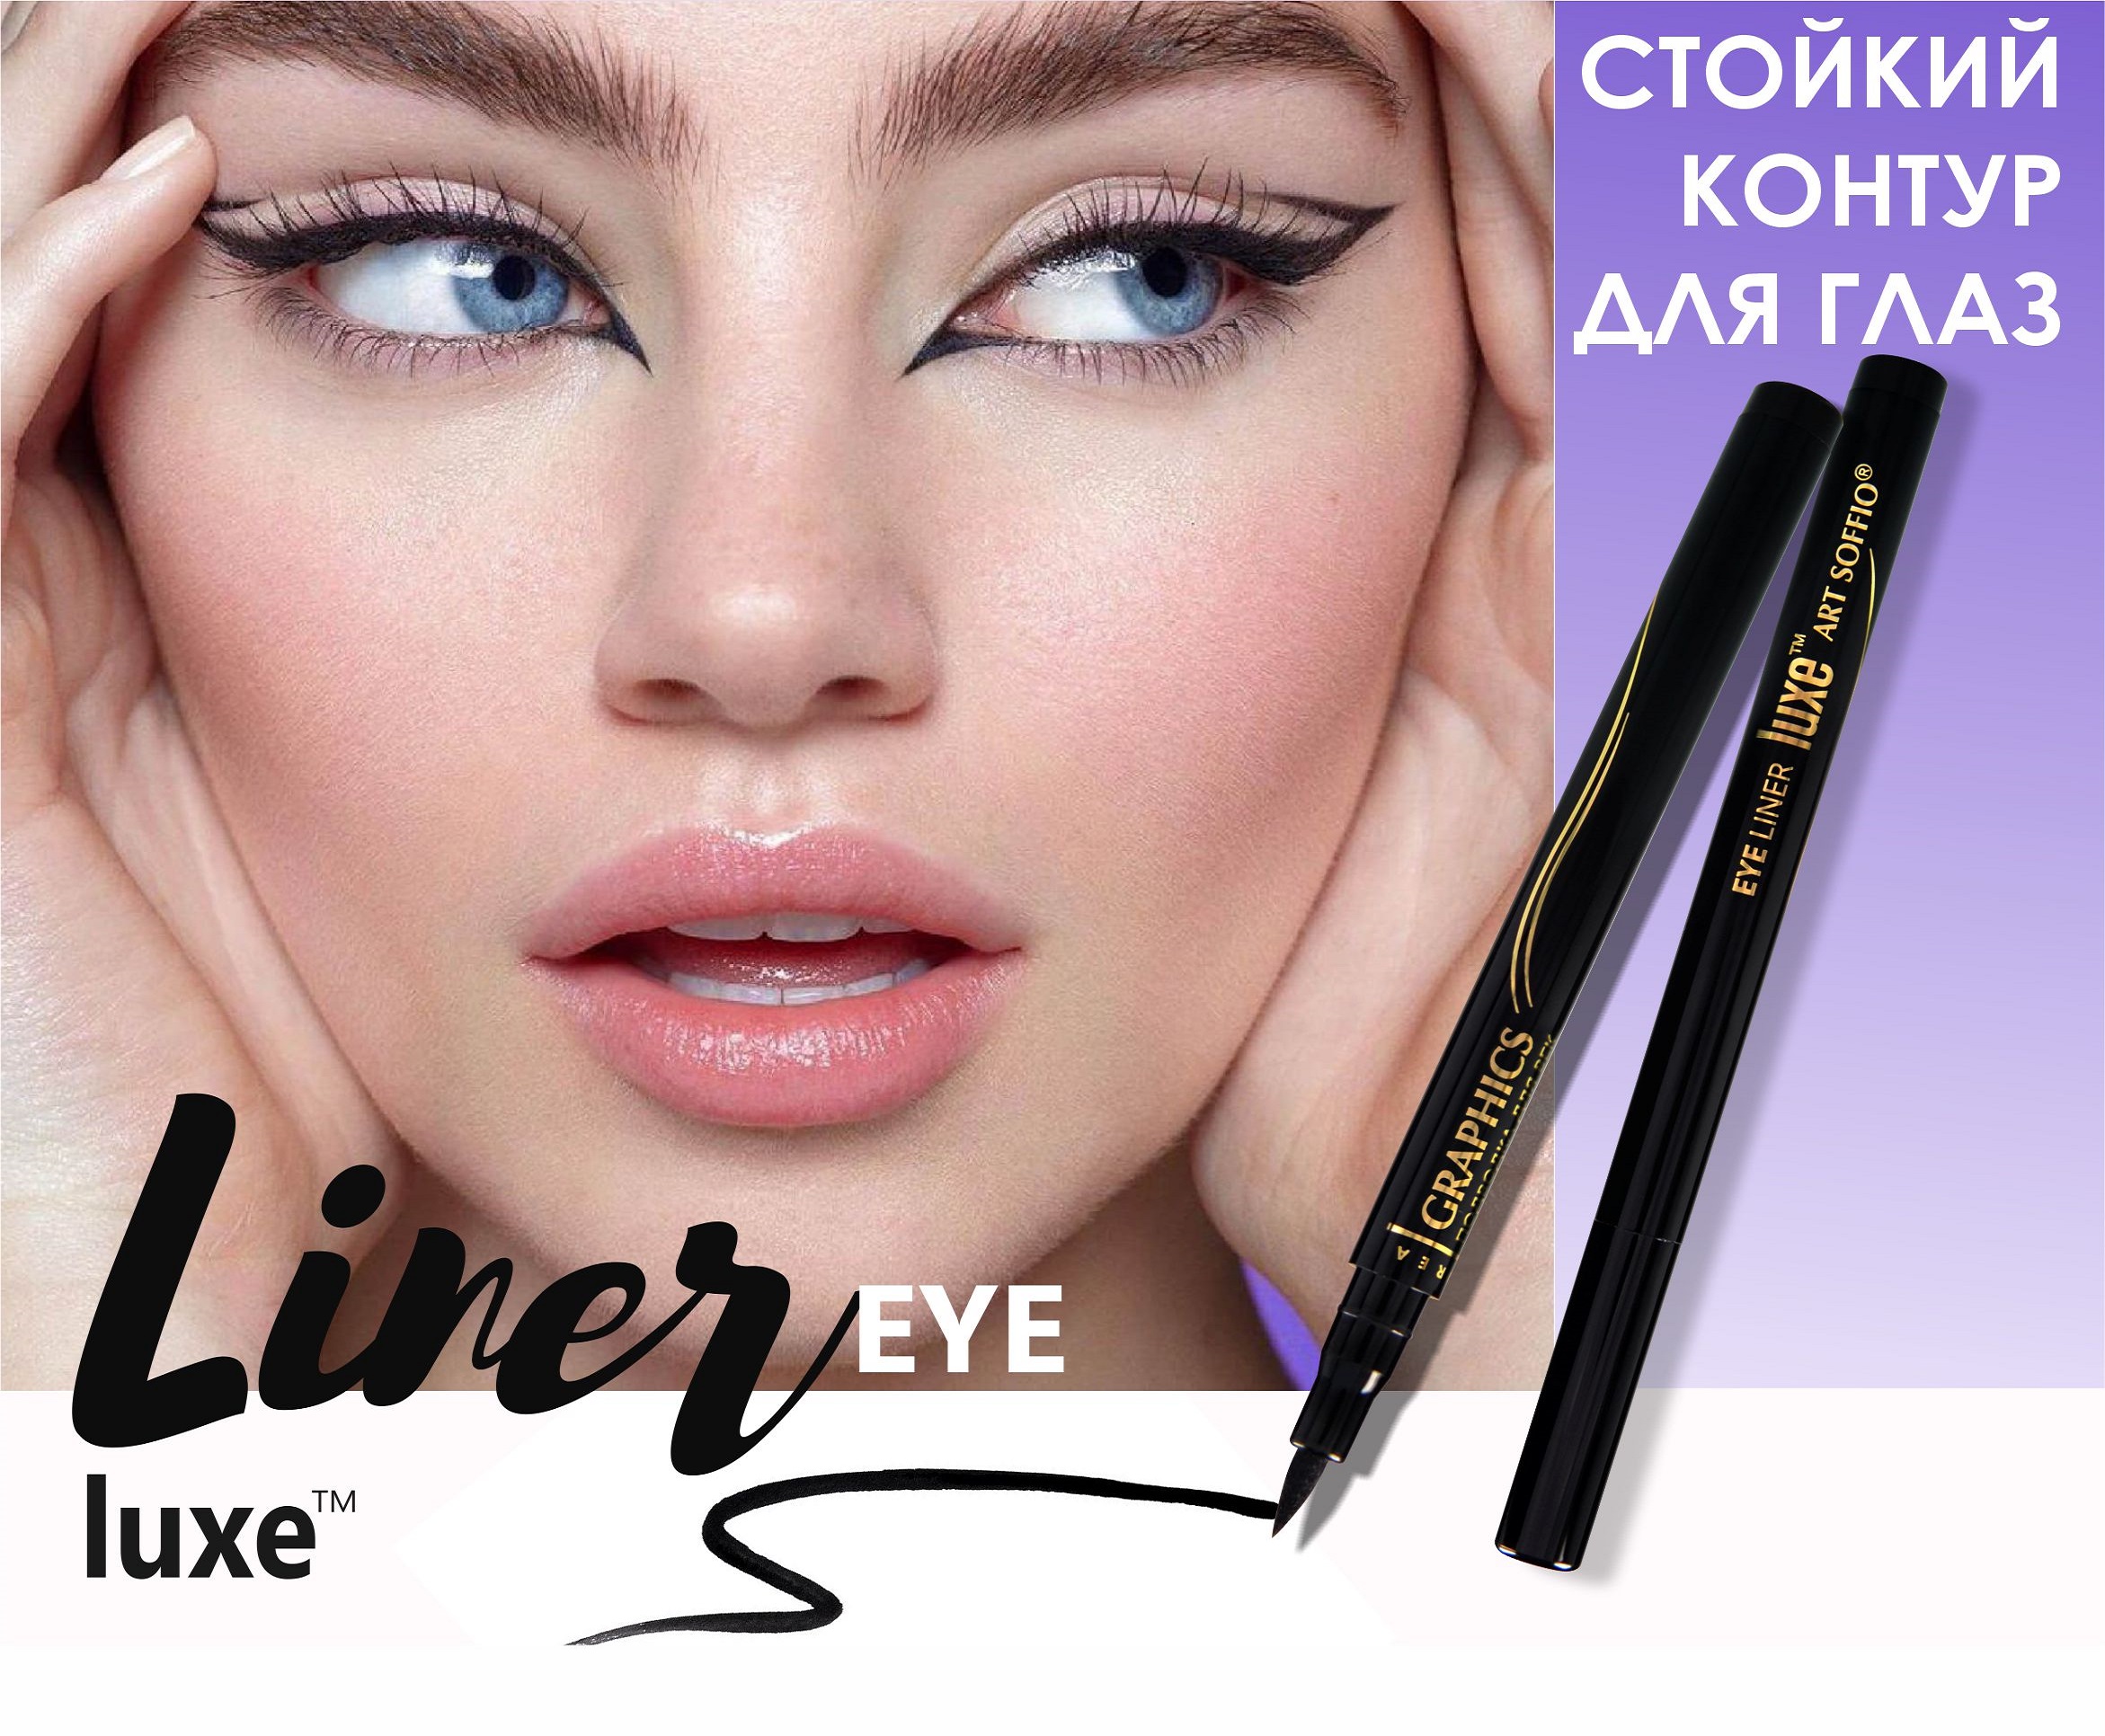 СТОЙКИЙ
КОНТУР
ДЛЯ ГЛАЗ
EYE LINER luxe™ ART SOFFIO®
GRAPHICS
Liner EYE
luxe™